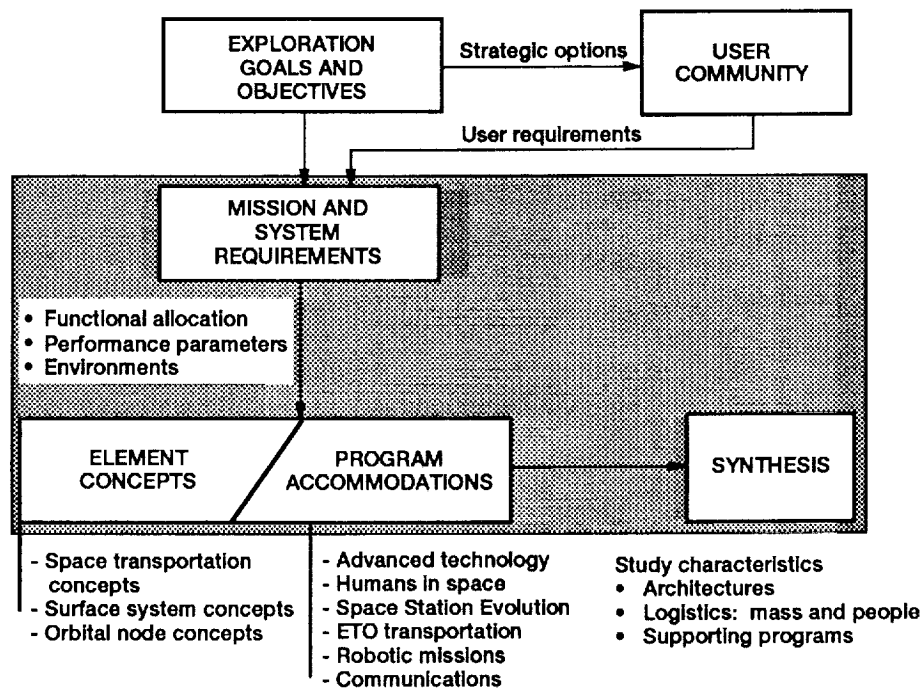 EXPLORATION
GOALS AND
OBJECTIVES
Strategic options
USER
COMMUNITY
User requirements
MISSION AND
SYSTEM
REQUIREMENTS
• Functional allocation
• Performance parameters
• Environments
ELEMENT
CONCEPTS
PROGRAM
ACCOMMODATIONS
SYNTHESIS
- Space transportation
concepts
- Surface system concepts
- Orbital node concepts
- Advanced technology
- Humans in space
- Space Station Evolution
- ETO transportation
- Robotic missions
- Communications
Study characteristics
• Architectures
• Logistics: mass and people
• Supporting programs